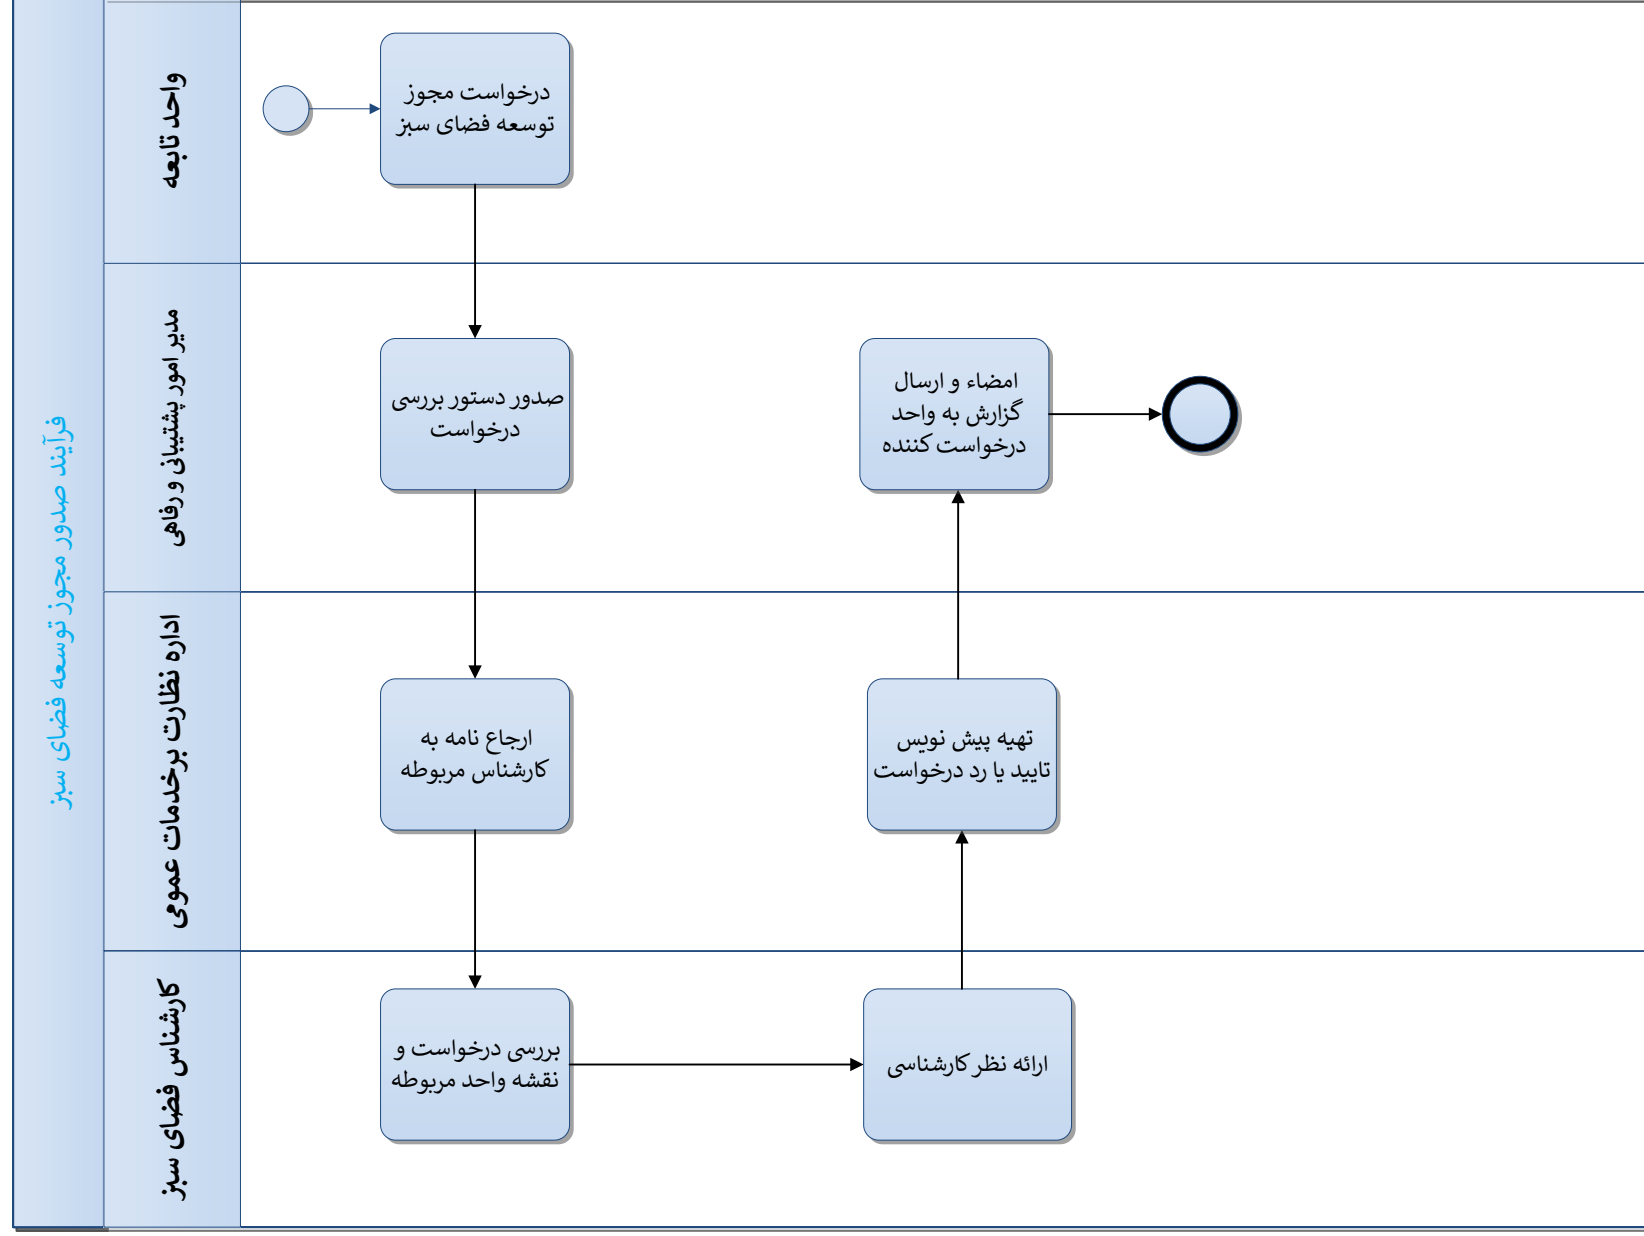 فرآیند صدور مجوز توسعه فضای سبز
واحد تابعه
درخواست مجوز
توسعه فضای سبز
مدیر امور پشتیبانی و رفاهی
صدور دستور بررسی
درخواست
امضاء و ارسال
گزارش به واحد
درخواست کننده
اداره نظارت برخدمات عمومی
ارجاع نامه به
کارشناس مربوطه
تهیه پیش نویس
تایید یا رد درخواست
کارشناس فضای سبز
بررسی درخواست و
نقشه واحد مربوطه
ارائه نظر کارشناسی